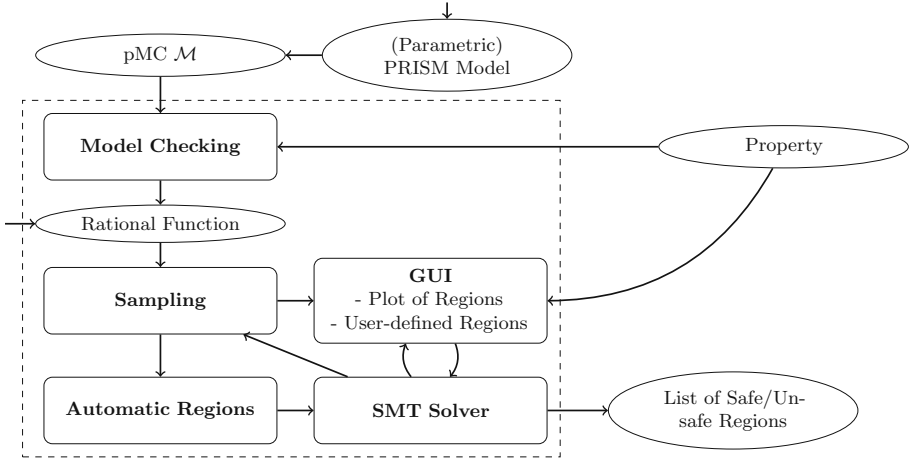 (Parametric)
PRISM Model
pMC ℳ
Model Checking
Property
Rational Function
Sampling
GUI
- Plot of Regions
- User-defined Regions
Automatic Regions
SMT Solver
List of Safe/Un-
safe Regions